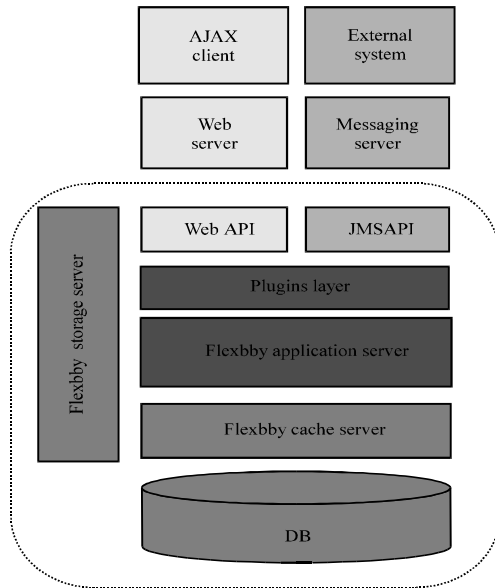 AJAX
client
External
system
Web
server
Messaging
server
Flexbby storage server
Web API
JMSAPI
Plugins layer
Flexbby application server
Flexbby cache server
DB